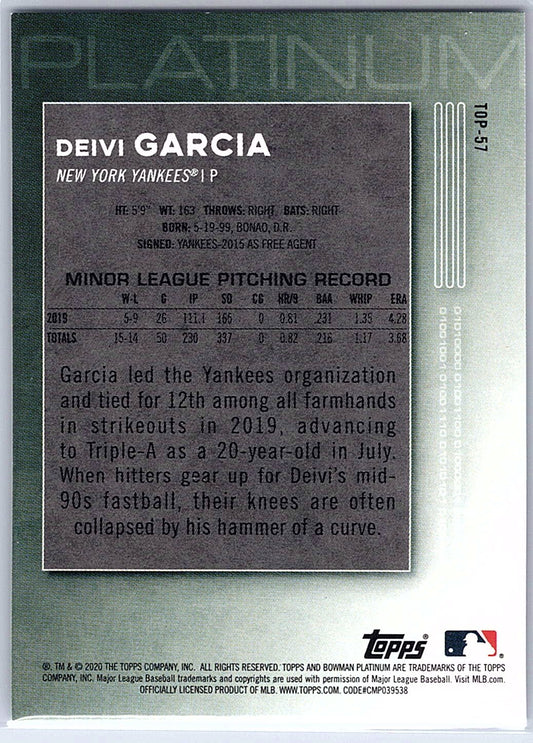 PLATINUM
TOP-57
DEIVI GARCIA
NEW YORK YANKEES® | P
HT: 5'9" WT: 163 THROWS: RIGHT BATS: RIGHT
BORN: 5-19-99, BONAO, D.R.
SIGNED: YANKEES-2015 AS FREE AGENT
MINOR LEAGUE PITCHING RECORD
W-L G IP SO CG HR/9 BAA WHIP ERA
2019 5-9 26 111.1 165 0 0.81 .231 1.35 4.28
TOTALS 15-14 50 230 337 0 0.82 .216 1.17 3.68
Garcia led the Yankees organization
and tied for 12th among all farmhands
in strikeouts in 2019, advancing
to Triple-A as a 20-year-old in July.
When hitters gear up for Deivi's mid-
90s fastball, their knees are often
collapsed by his hammer of a curve.
Topps®
®, TM & © 2020 THE TOPPS COMPANY, INC. ALL RIGHTS RESERVED. TOPPS AND BOWMAN PLATINUM ARE TRADEMARKS OF THE TOPPS
COMPANY, INC. Major League Baseball trademarks and copyrights are used with permission of Major League Baseball. Visit MLB.com.
OFFICIALLY LICENSED PRODUCT OF MLB. WWW.TOPPS.COM. CODE#CMP039538